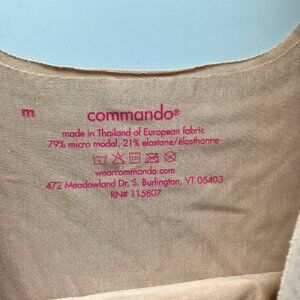 m
commando®
made in Thailand of European fabric
79% micro modal, 21% elastane/élasthanne
wearcommando.com
472 Meadowland Dr, S. Burlington, VT 05403
RN# 115807